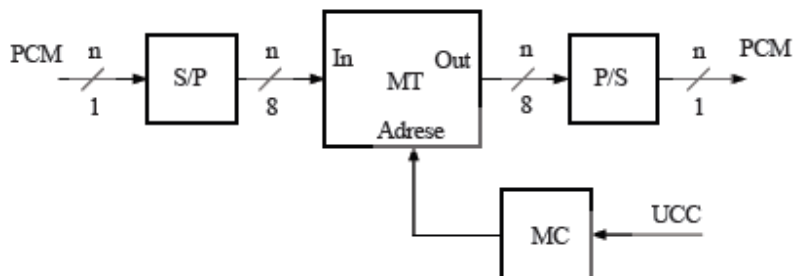 PCM n 1
S/P
n 8
In MT Out
Adrese
n 8
P/S
n 1 PCM
MC
UCC